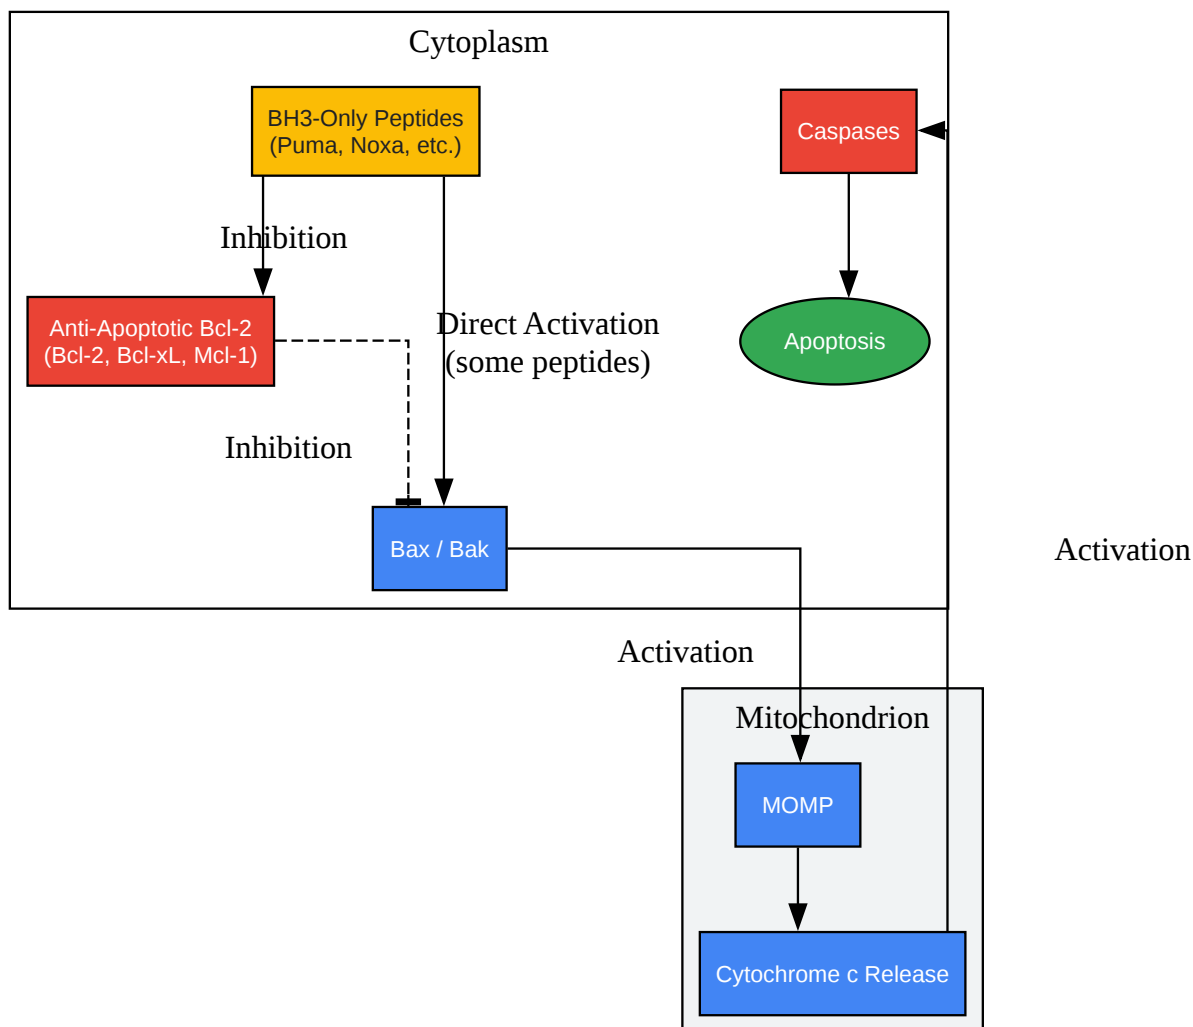 Cytoplasm
BH3-Only Peptides
(Puma, Noxa, etc.)
Caspases
Inhibition
Anti-Apoptotic Bcl-2
(Bcl-2, Bcl-xL, Mcl-1)
Direct Activation
(some peptides)
Apoptosis
Inhibition
Bax / Bak
Activation
Activation
Mitochondrion
MOMP
Cytochrome c Release